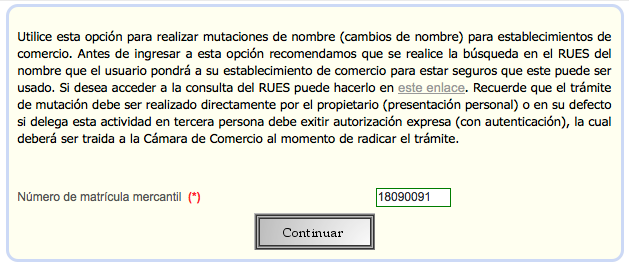 Utilice esta opción para realizar mutaciones de nombre (cambios de nombre) para establecimientos de
comercio. Antes de ingresar a esta opción recomendamos que se realice la búsqueda en el RUES del
nombre que el usuario pondrá a su establecimiento de comercio para estar seguros que este puede ser
usado. Si desea acceder a la consulta del RUES puede hacerlo en este enlace. Recuerde que el trámite
de mutación debe ser realizado directamente por el propietario (presentación personal) o en su defecto
si delega esta actividad en tercera persona debe exitir autorización expresa (con autenticación), la cual
deberá ser traida a la Cámara de Comercio al momento de radicar el trámite.
Número de matrícula mercantil (*) 18090091
Continuar